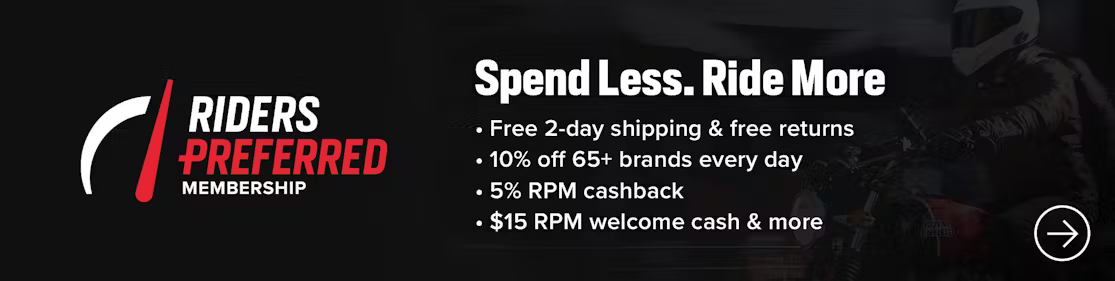 RIDERS
PREFERRED
MEMBERSHIP
Spend Less. Ride More
• Free 2-day shipping & free returns
• 10% off 65+ brands every day
• 5% RPM cashback
• $15 RPM welcome cash & more